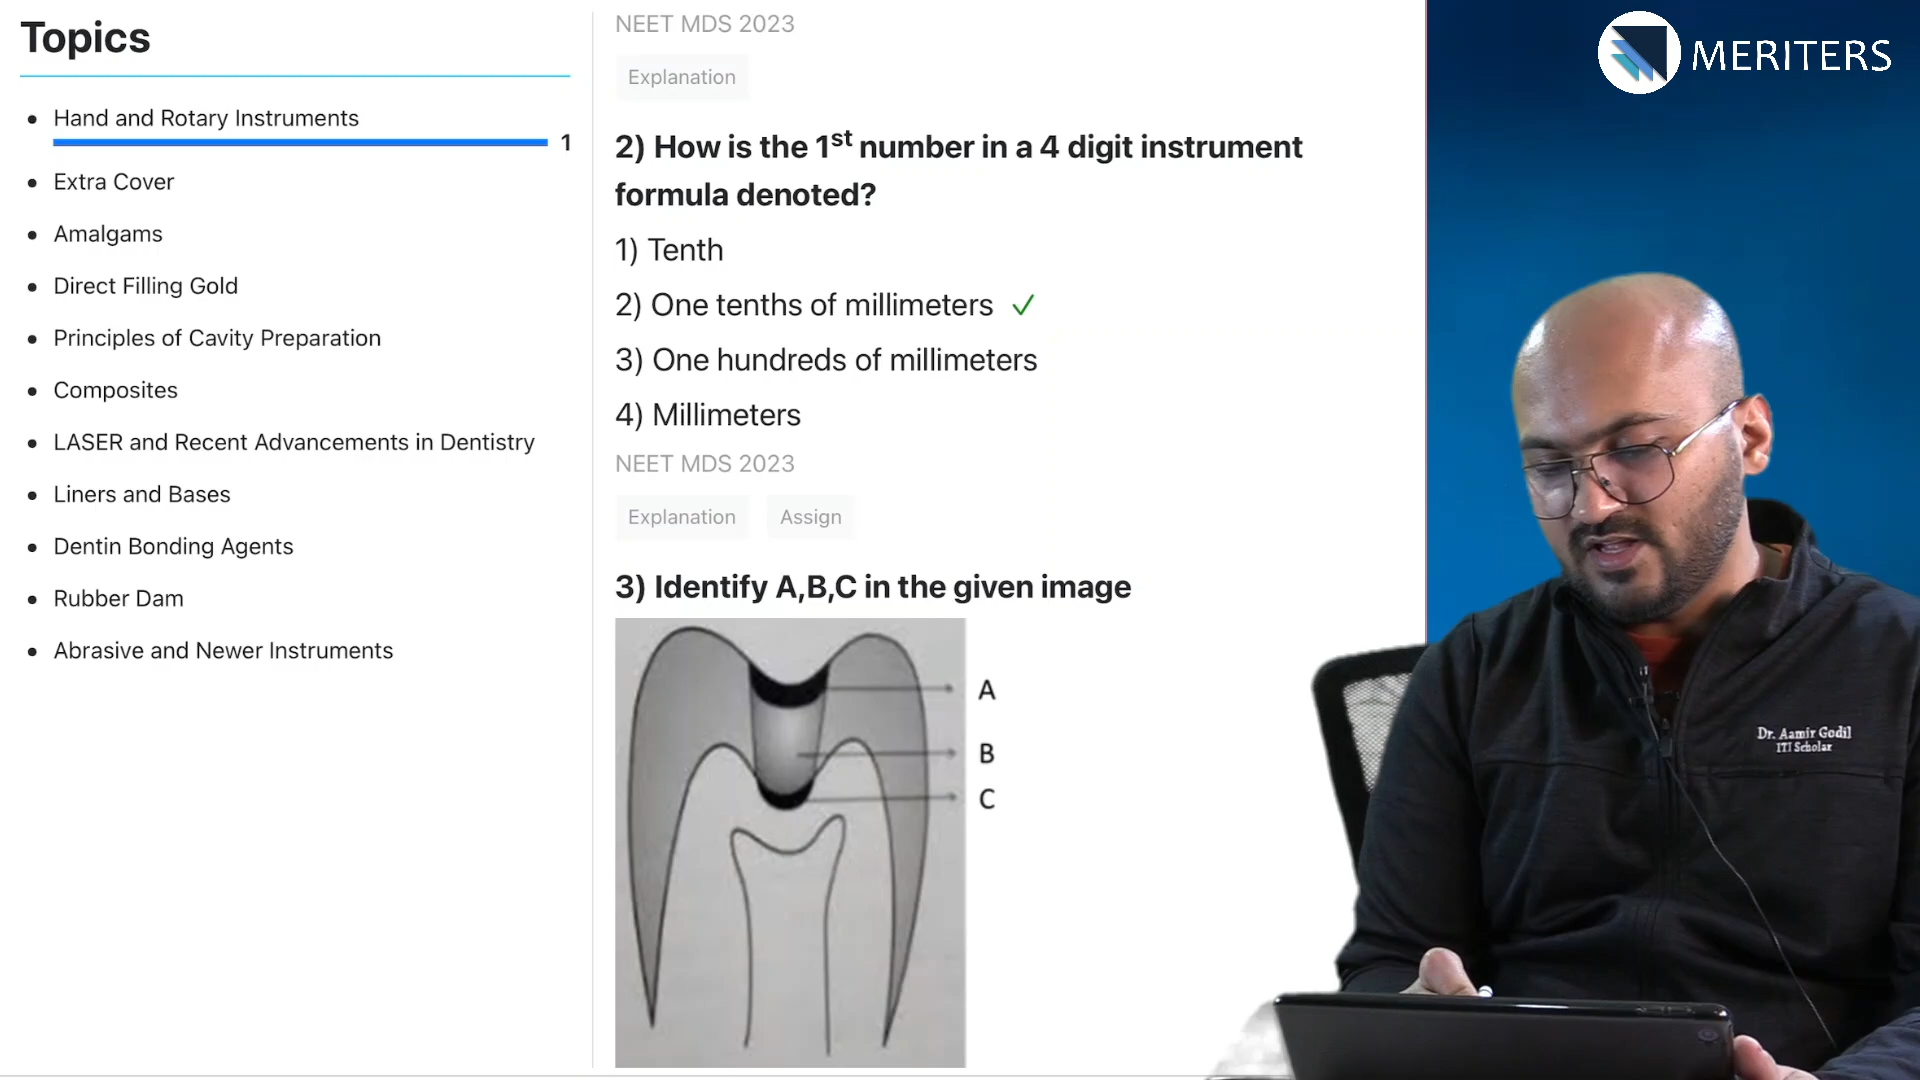 Topics
Hand and Rotary Instruments
1
Extra Cover
Amalgams
Direct Filling Gold
Principles of Cavity Preparation
Composites
LASER and Recent Advancements in Dentistry
Liners and Bases
Dentin Bonding Agents
Rubber Dam
Abrasive and Newer Instruments
NEET MDS 2023
Explanation
2) How is the 1st number in a 4 digit instrument
formula denoted?
1) Tenth
2) One tenths of millimeters ✓
3) One hundreds of millimeters
4) Millimeters
NEET MDS 2023
Explanation Assign
3) Identify A,B,C in the given image
A
B
C
MERITERS
Dr. Aamir Godil
ITI Scholar